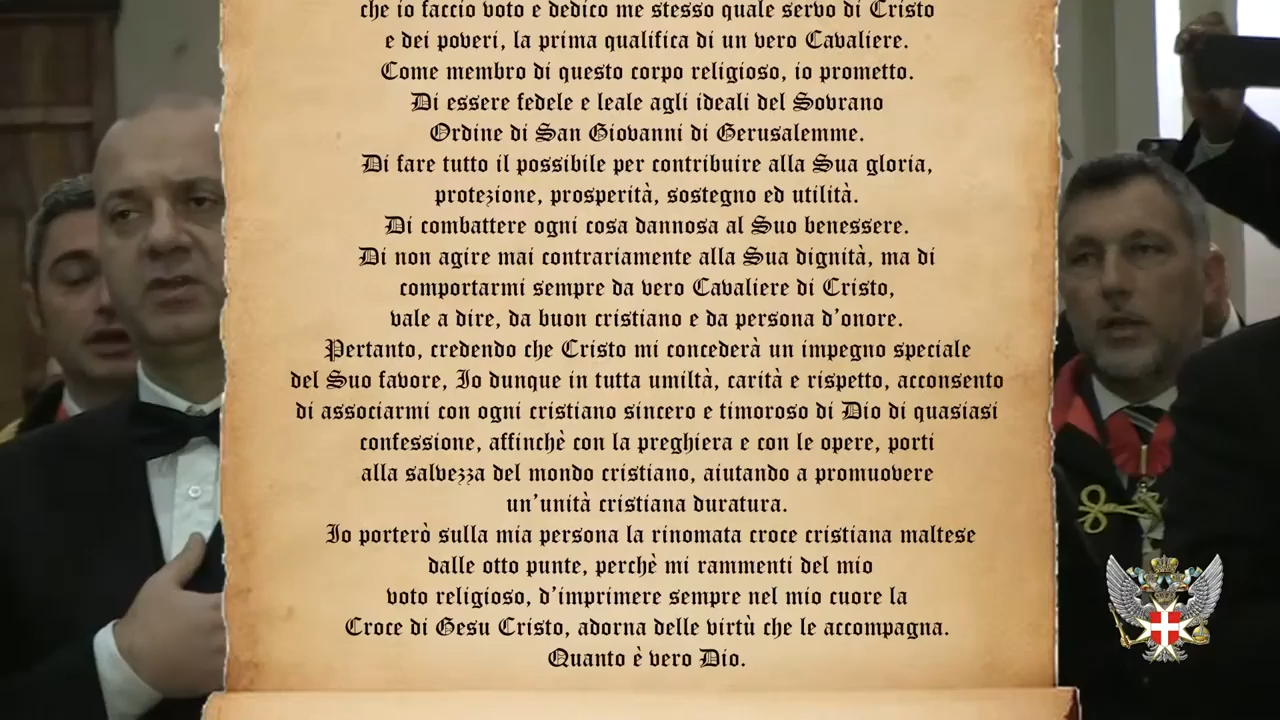 che io faccio voto e dedico me stesso quale servo di Cristo
e dei poveri, la prima qualifica di un vero Cavaliere.
Come membro di questo corpo religioso, io prometto.
Di essere fedele e leale agli ideali del Sovrano
Ordine di San Giovanni di Gerusalemme.
Di fare tutto il possibile per contribuire alla Sua gloria,
protezione, prosperità, sostegno ed utilità.
Di combattere ogni cosa dannosa al Suo benessere.
Di non agire mai contrariamente alla Sua dignità, ma di
comportarmi sempre da vero Cavaliere di Cristo,
vale a dire, da buon cristiano e da persona d'onore.
Pertanto, credendo che Cristo mi concederà un impegno speciale
del Suo favore, Io dunque in tutta umiltà, carità e rispetto, acconsento
di associarmi con ogni cristiano sincero e timoroso di Dio di quasiasi
confessione, affinchè con la preghiera e con le opere, porti
alla salvezza del mondo cristiano, aiutando a promuovere
un'unità cristiana duratura.
Io porterò sulla mia persona la rinomata croce cristiana maltese
dalle otto punte, perchè mi rammenti del mio
voto religioso, d'imprimere sempre nel mio cuore la
Croce di Gesu Cristo, adorna delle virtù che le accompagna.
Quanto è vero Dio.